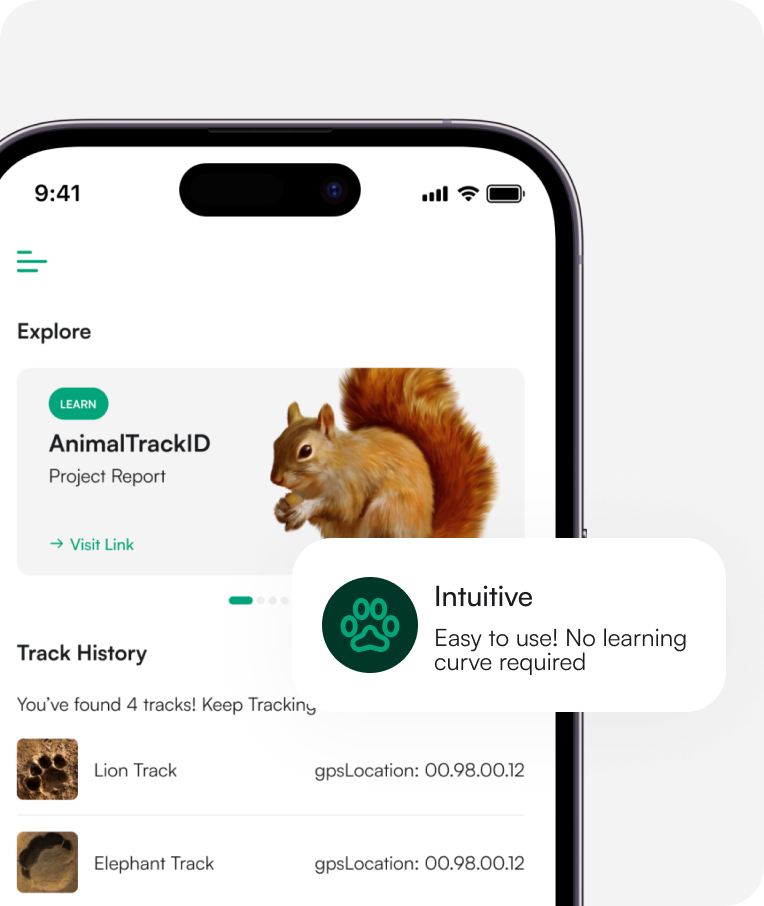 9:41
Explore
LEARN
AnimalTrackID
Project Report
→ Visit Link
Intuitive
Easy to use! No learning
curve required
Track History
You’ve found 4 tracks! Keep Tracking
Lion Track
gpsLocation: 00.98.00.12
Elephant Track
gpsLocation: 00.98.00.12